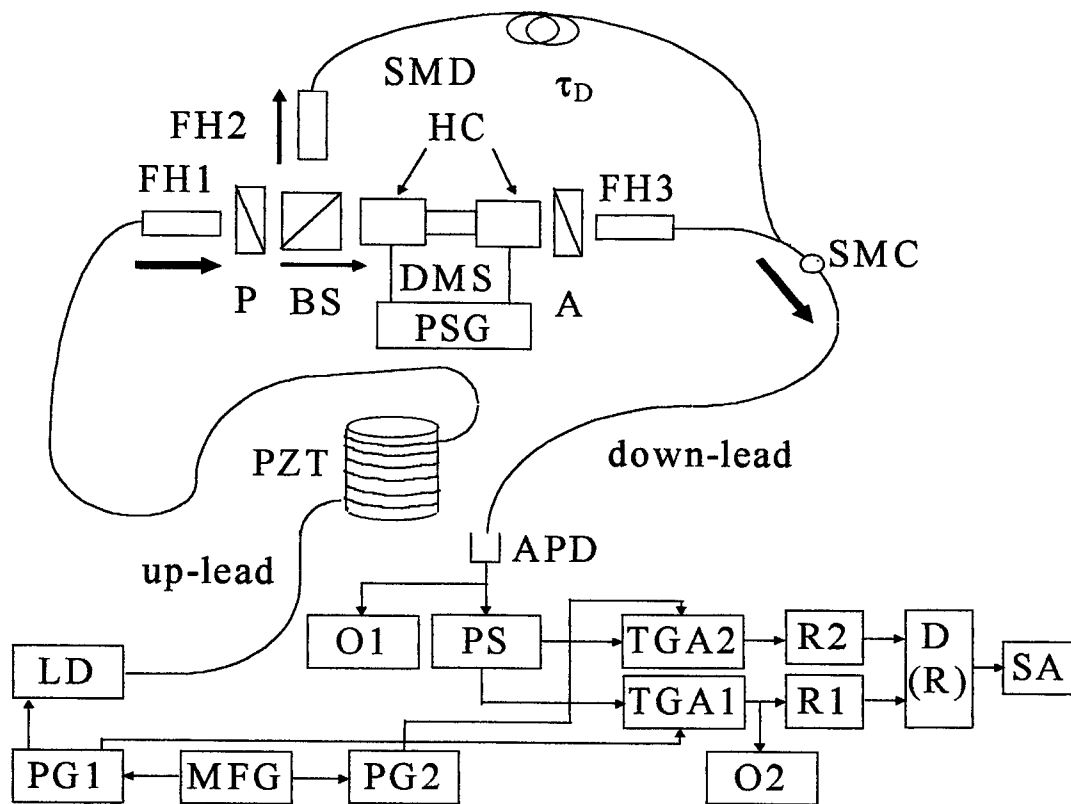 SMD
τD
FH2
HC
FH1
FH3
SMC
P
BS
DMS
A
PSG
PZT
down-lead
up-lead
APD
O1
PS
TGA2
R2
D
(R)
SA
LD
TGA1
R1
PG1
MFG
PG2
O2